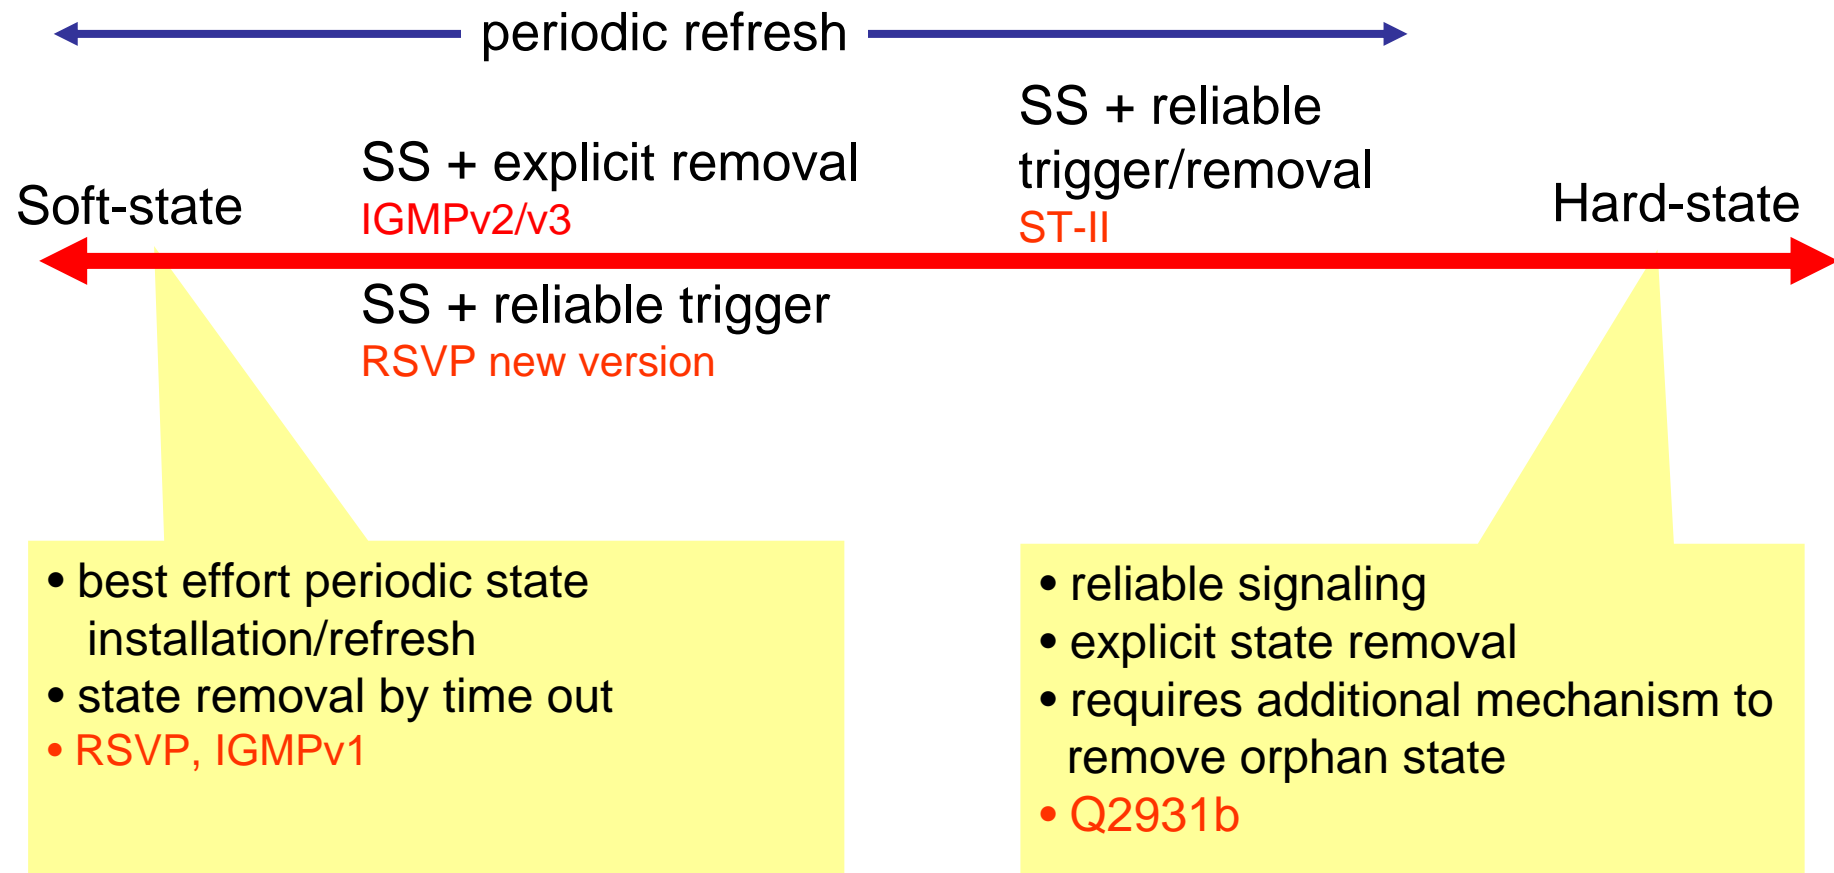 periodic refresh
SS + reliable
trigger/removal
ST-II
SS + explicit removal
IGMPv2/v3
Soft-state
Hard-state
SS + reliable trigger
RSVP new version
• best effort periodic state
installation/refresh
• state removal by time out
• RSVP, IGMPv1
• reliable signaling
• explicit state removal
• requires additional mechanism to
remove orphan state
• Q2931b